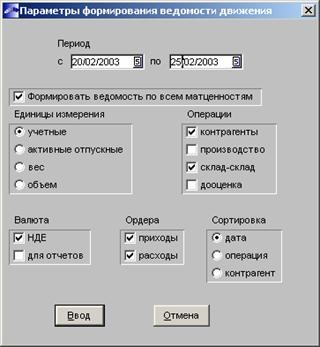 Параметры формирования ведомости движения
Период
с 20/02/2003 по 25/02/2003
Формировать ведомость по всем матценностям
Единицы измерения
учетные
активные отпускные
вес
объем
Операции
контрагенты
производство
склад-склад
дооценка
Валюта
НДЕ
для отчетов
Ордера
приходы
расходы
Сортировка
дата
операция
контрагент
Ввод Отмена